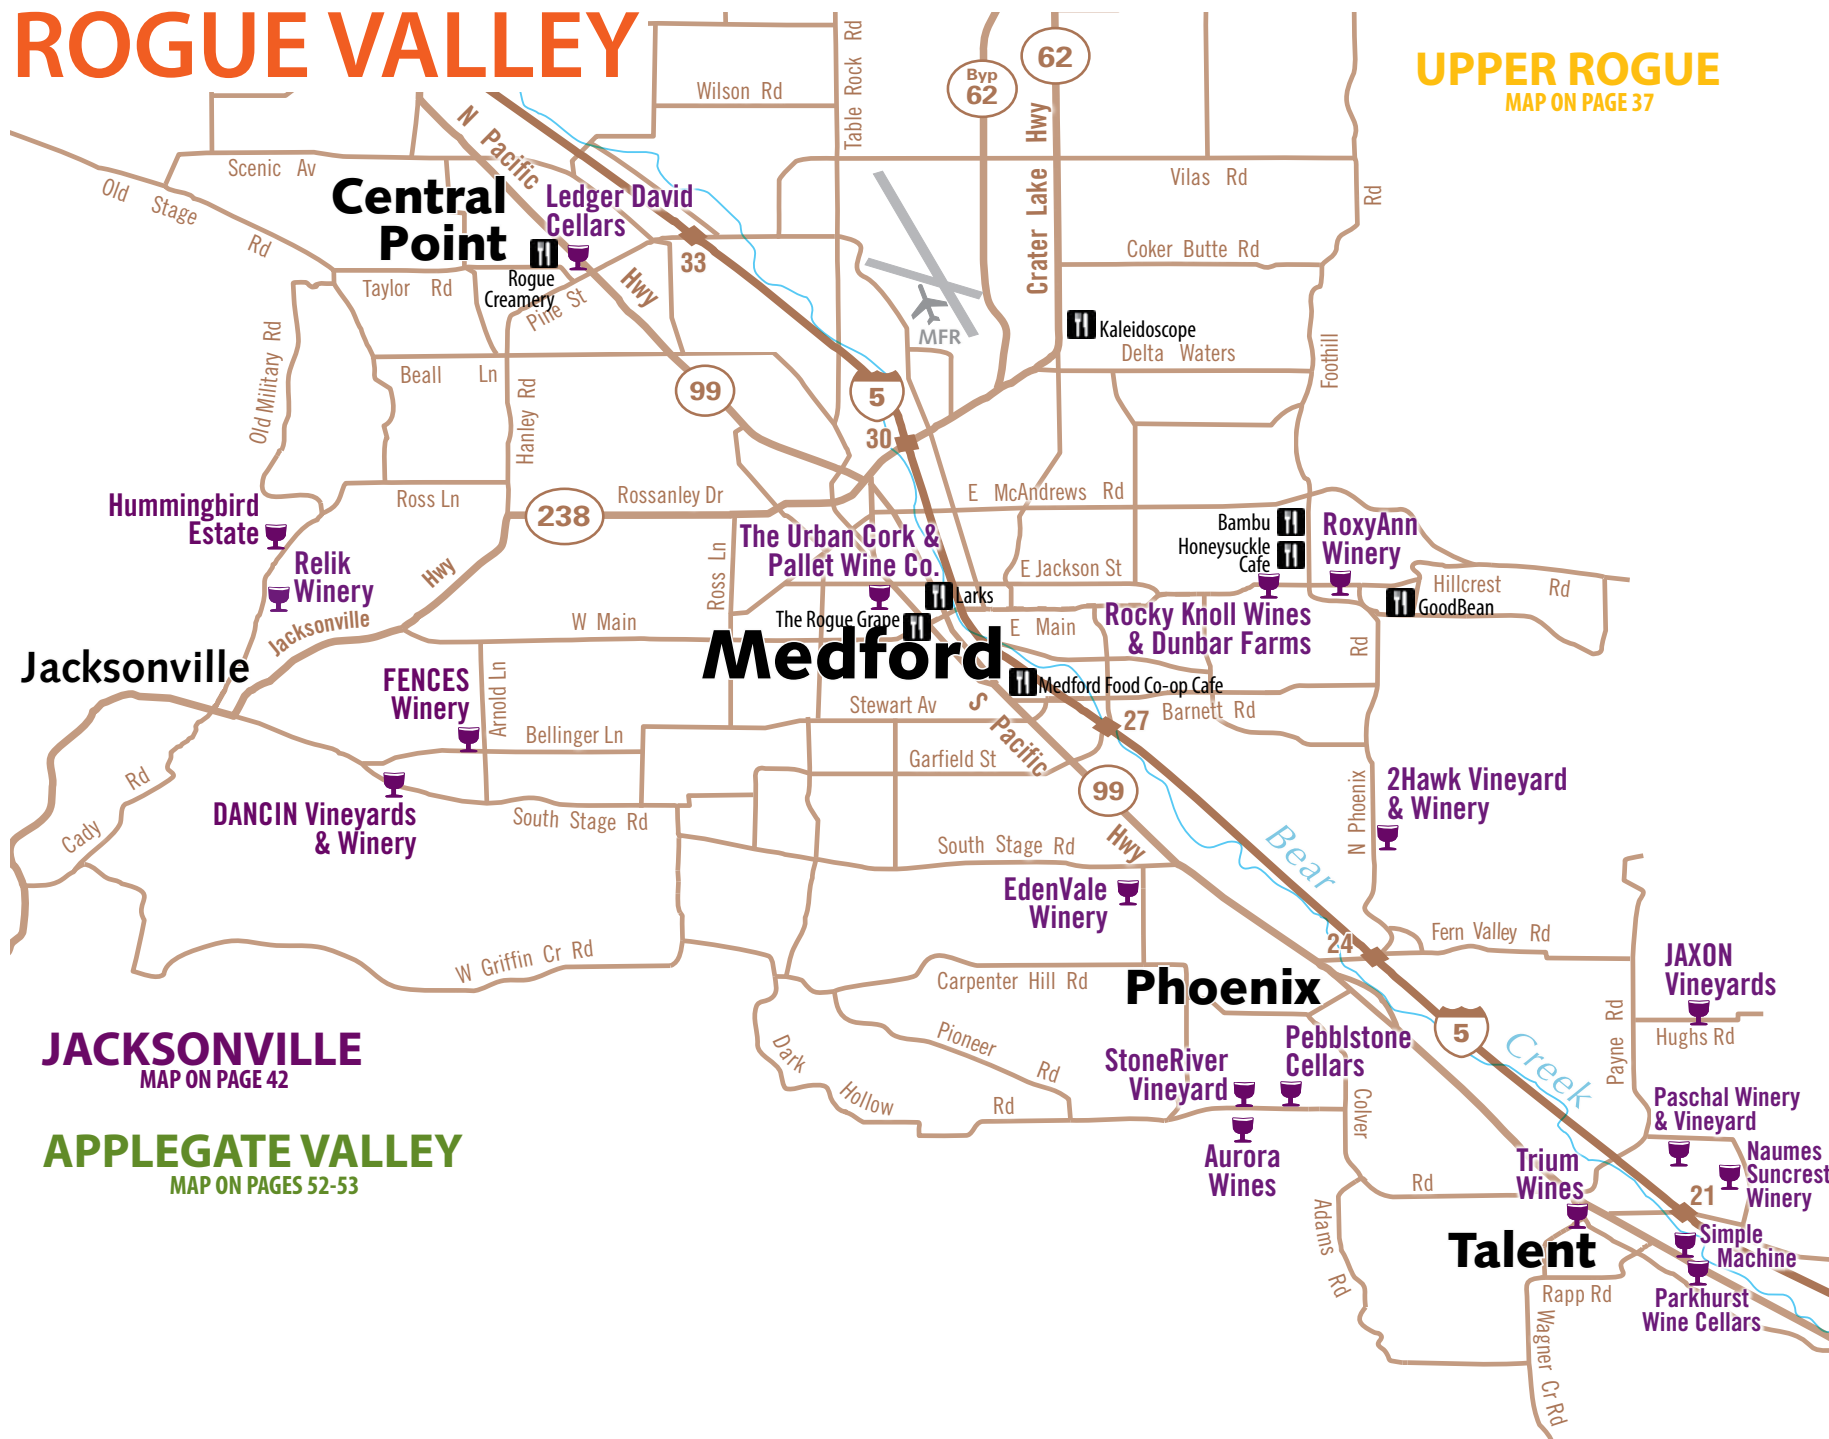 ROGUE VALLEY
UPPER ROGUE
MAP ON PAGE 37
62
Byp
62
Wilson Rd
Table Rock Rd
Crater Lake Hwy
N Pacific
Hwy
Scenic Av
Old Stage
Rd
Vilas Rd
Rd
Central
Point
Ledger David
Cellars
33
Coker Butte Rd
Rogue
Creamery
Taylor Rd
Pine St
MFR
Kaleidoscope
Delta Waters
Foothill
Old Military Rd
Beall Ln
Hanley Rd
99
5
30
Ross Ln
238
Rossanley Dr
E McAndrews Rd
Hummingbird
Estate
Relik
Winery
Hwy
Jacksonville
The Urban Cork &
Pallet Wine Co.
Bambu
Honeysuckle
Cafe
RoxyAnn
Winery
Ross Ln
E Jackson St
Hillcrest Rd
Larks
GoodBean
The Rogue Grape
W Main
E Main
Rocky Knoll Wines
& Dunbar Farms
Rd
Medford
Jacksonville
FENCES
Winery
Arnold Ln
Medford Food Co-op Cafe
Stewart Av
S Pacific
27
Barnett Rd
Bellinger Ln
Garfield St
99
Hwy
N Phoenix
2Hawk Vineyard
& Winery
Cady
Rd
DANCIN Vineyards
& Winery
South Stage Rd
South Stage Rd
Bear
EdenVale
Winery
24
Fern Valley Rd
W Griffin Cr Rd
Carpenter Hill Rd
Phoenix
JAXON
Vineyards
Hughs Rd
Payne Rd
5
Creek
JACKSONVILLE
MAP ON PAGE 42
Dark
Hollow
Rd
Pioneer
Rd
StoneRiver
Vineyard
Pebblstone
Cellars
Colver
Rd
Paschal Winery
& Vineyard
APPLEGATE VALLEY
MAP ON PAGES 52-53
Aurora
Wines
Trium
Wines
Naumes
Suncrest
Winery
21
Adams
Rd
Talent
Simple
Machine
Rapp Rd
Parkhurst
Wine Cellars
Wagner Cr Rd